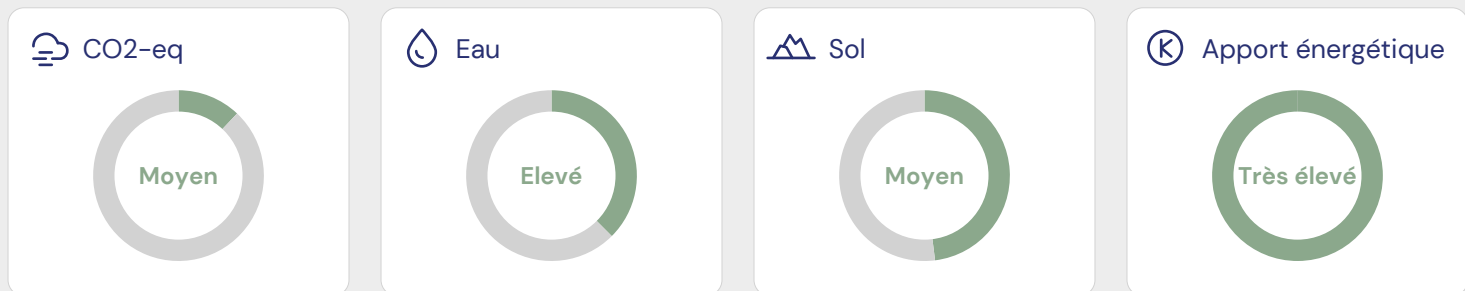 CO2-eq
Moyen
Eau
Elevé
Sol
Moyen
Apport énergétique
Très élevé